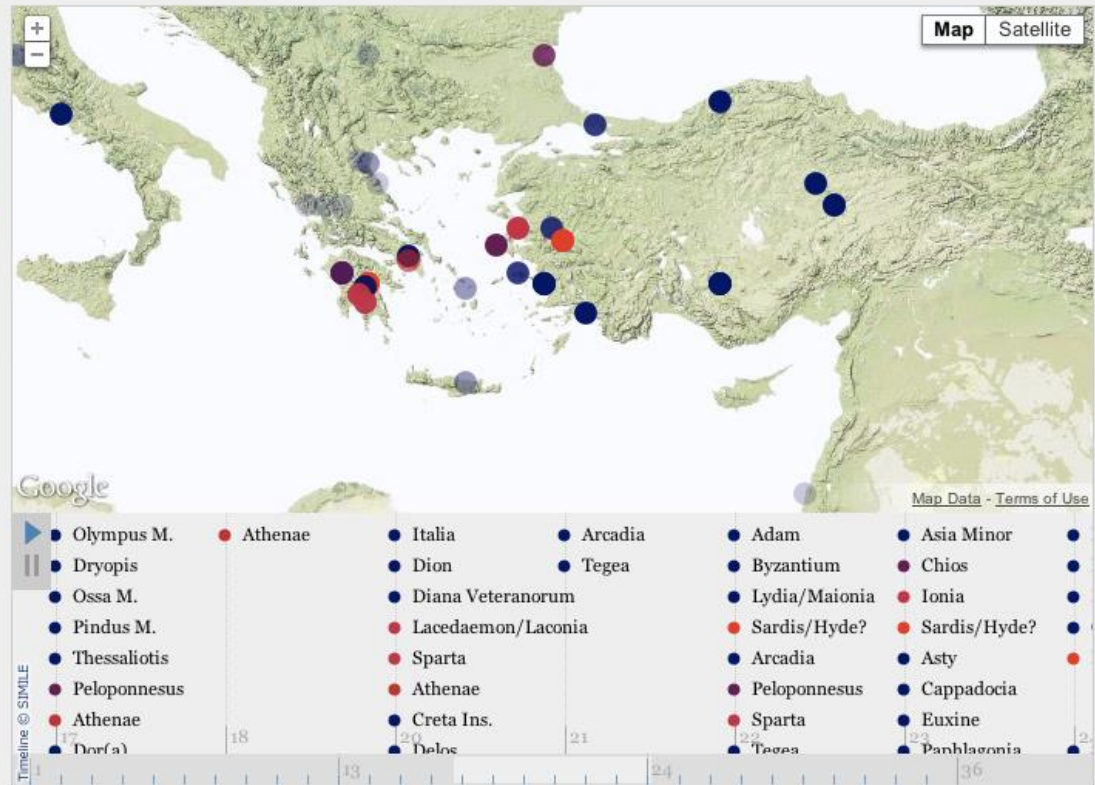 +
−
Map Satellite
Google
Map Data - Terms of Use
Olympus M.
Dryopis
Ossa M.
Pindus M.
Thessaliotis
Peloponnesus
Athenae
Dor(a)
Athenae
Italia
Dion
Diana Veteranorum
Lacedaemon/Laconia
Sparta
Athenae
Creta Ins.
Delos
Arcadia
Tegea
Adam
Byzantium
Lydia/Maionia
Sardis/Hyde?
Arcadia
Peloponnesus
Sparta
Tegea
Asia Minor
Chios
Ionia
Sardis/Hyde?
Asty
Cappadocia
Euxine
Paphlagonia
17 18 20 21 22 23
1 13 24 36
Timeline © SIMILE